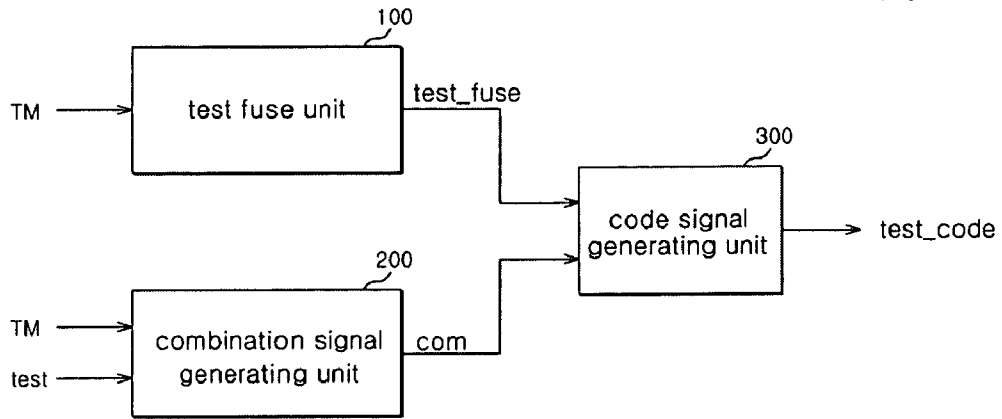 100
TM
test fuse unit
test_fuse
300
code signal
generating unit
test_code
200
TM
test
combination signal
generating unit
com